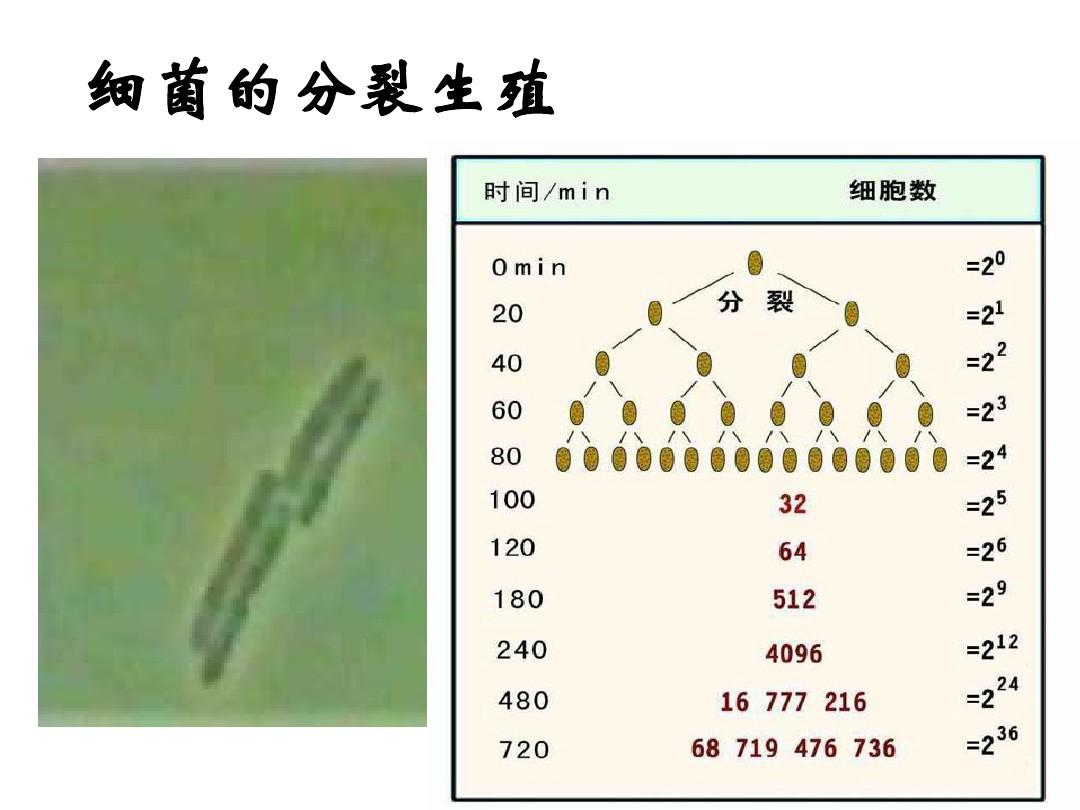 细菌的分裂生殖
时间/min 细胞数
0min =2⁰
分裂
20 =2¹
40 =2²
60 =2³
80 =2⁴
100 32 =2⁵
120 64 =2⁶
180 512 =2⁹
240 4096 =2¹²
480 16 777 216 =2²⁴
720 68 719 476 736 =2³⁶